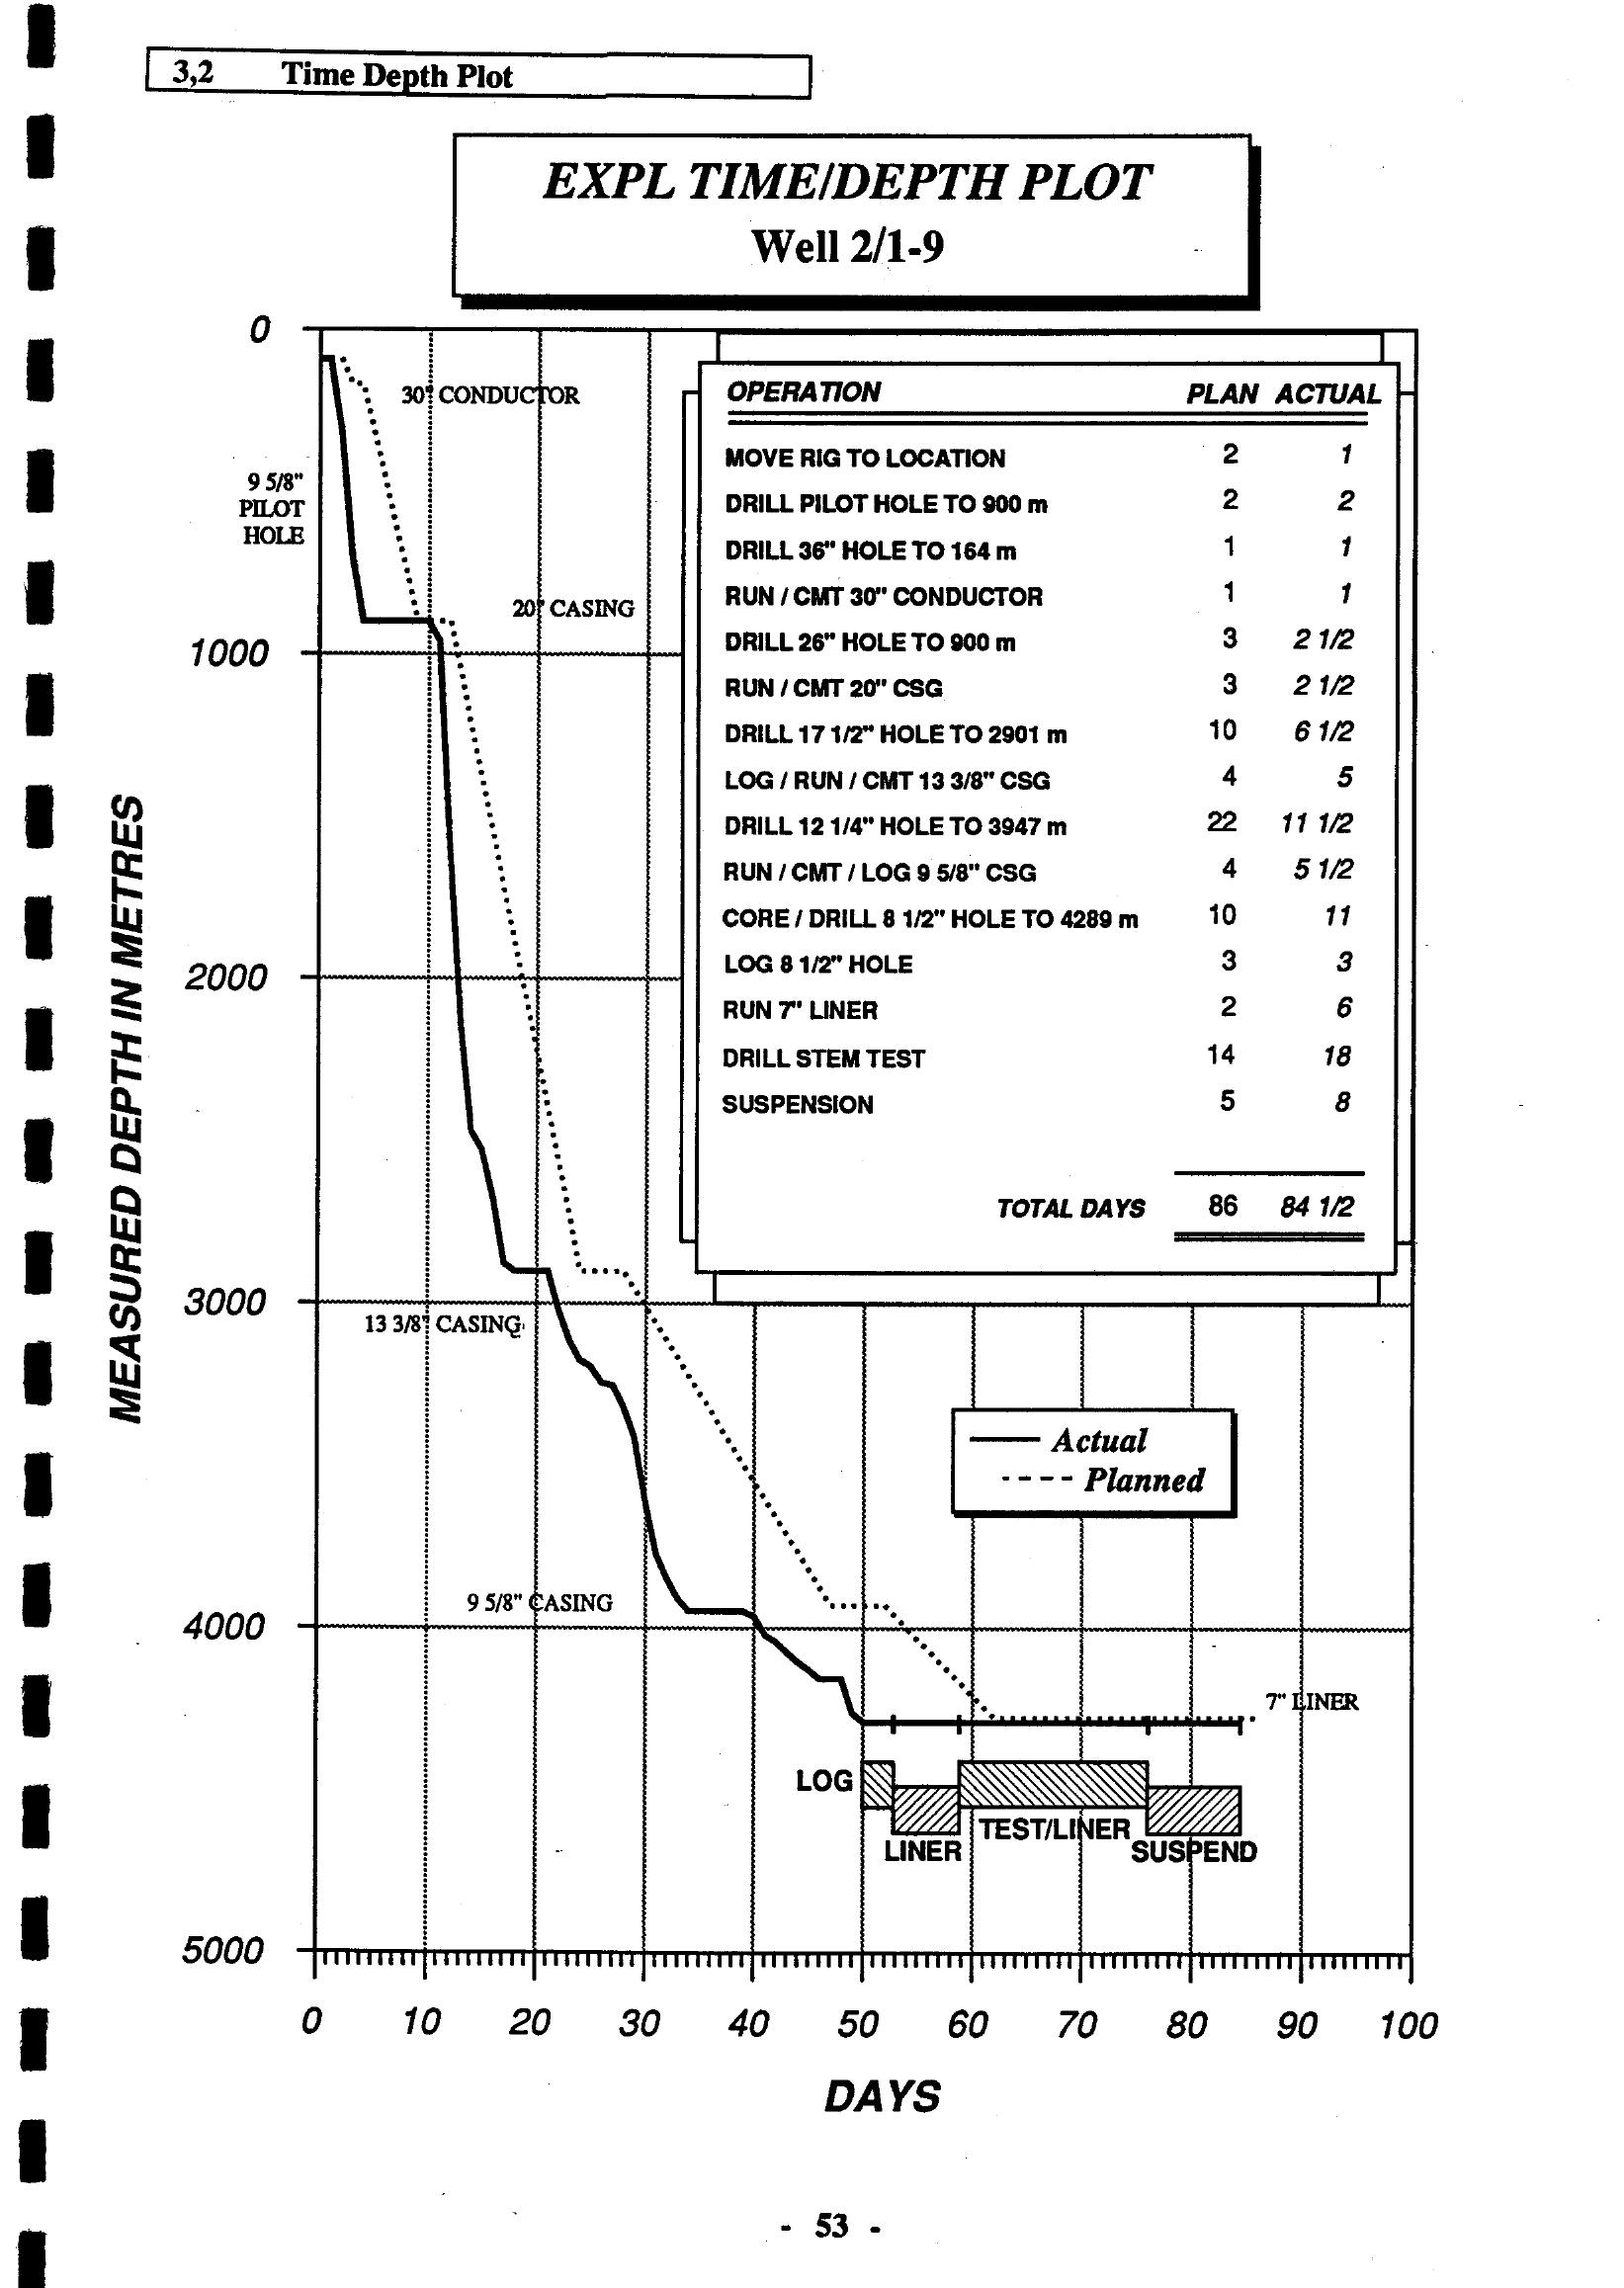 3,2 Time Depth Plot
EXPL TIME/DEPTH PLOT
Well 2/1-9
0
30" CONDUCTOR
9 5/8"
PILOT
HOLE
20" CASING
1000
2000
3000
13 3/8" CASING
9 5/8" CASING
4000
5000
MEASURED DEPTH IN METRES
OPERATION PLAN ACTUAL
MOVE RIG TO LOCATION 2 1
DRILL PILOT HOLE TO 900 m 2 2
DRILL 36" HOLE TO 164 m 1 1
RUN / CMT 30" CONDUCTOR 1 1
DRILL 26" HOLE TO 900 m 3 2 1/2
RUN / CMT 20" CSG 3 2 1/2
DRILL 17 1/2" HOLE TO 2901 m 10 6 1/2
LOG / RUN / CMT 13 3/8" CSG 4 5
DRILL 12 1/4" HOLE TO 3947 m 22 11 1/2
RUN / CMT / LOG 9 5/8" CSG 4 5 1/2
CORE / DRILL 8 1/2" HOLE TO 4289 m 10 11
LOG 8 1/2" HOLE 3 3
RUN 7" LINER 2 6
DRILL STEM TEST 14 18
SUSPENSION 5 8
TOTAL DAYS 86 84 1/2
Actual
Planned
7" LINER
LOG
LINER
TEST/LINER
SUSPEND
0 10 20 30 40 50 60 70 80 90 100
DAYS
- 53 -